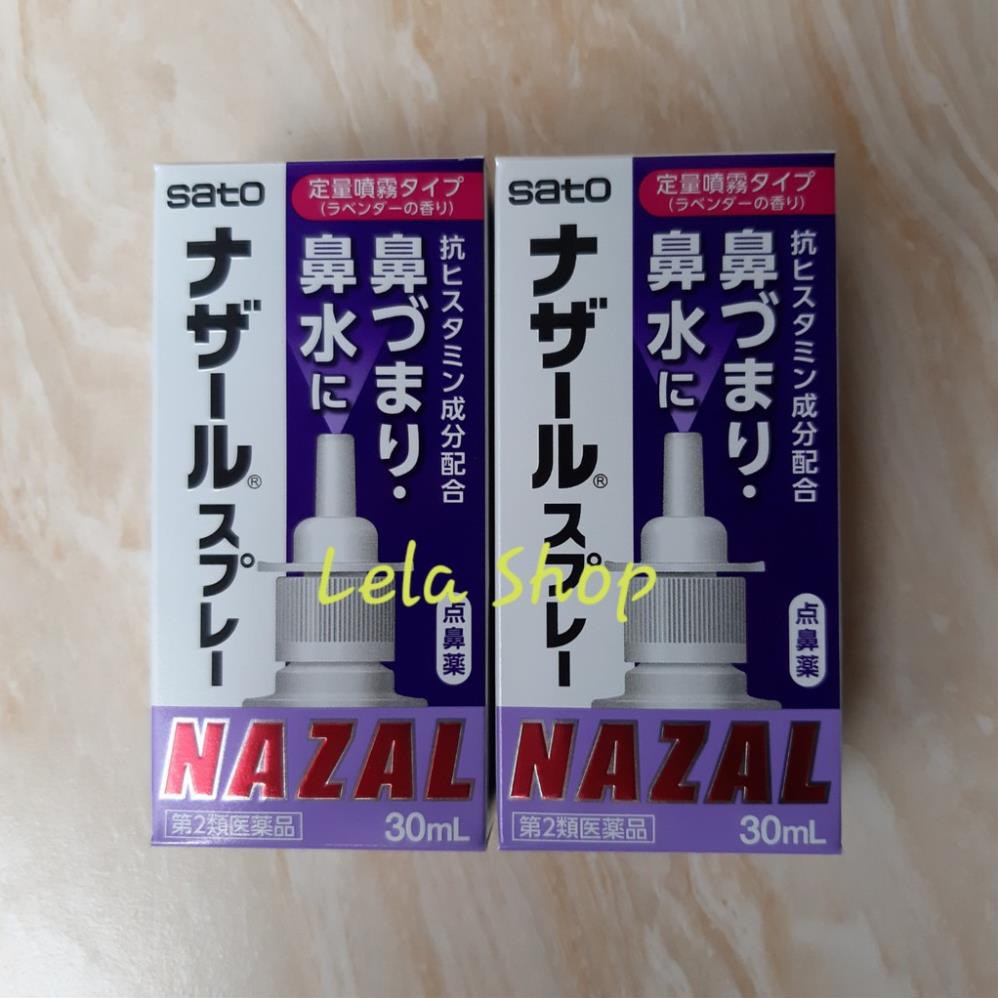 sato
定量噴霧タイプ
(ラベンダーの香り)
抗ヒスタミン成分配合
鼻づまり・
鼻水に
ナザール®スプレー
点鼻薬
NAZAL
第2類医薬品
30mL
sato
定量噴霧タイプ
(ラベンダーの香り)
抗ヒスタミン成分配合
鼻づまり・
鼻水に
ナザール®スプレー
点鼻薬
NAZAL
第2類医薬品
30mL
Lela Shop